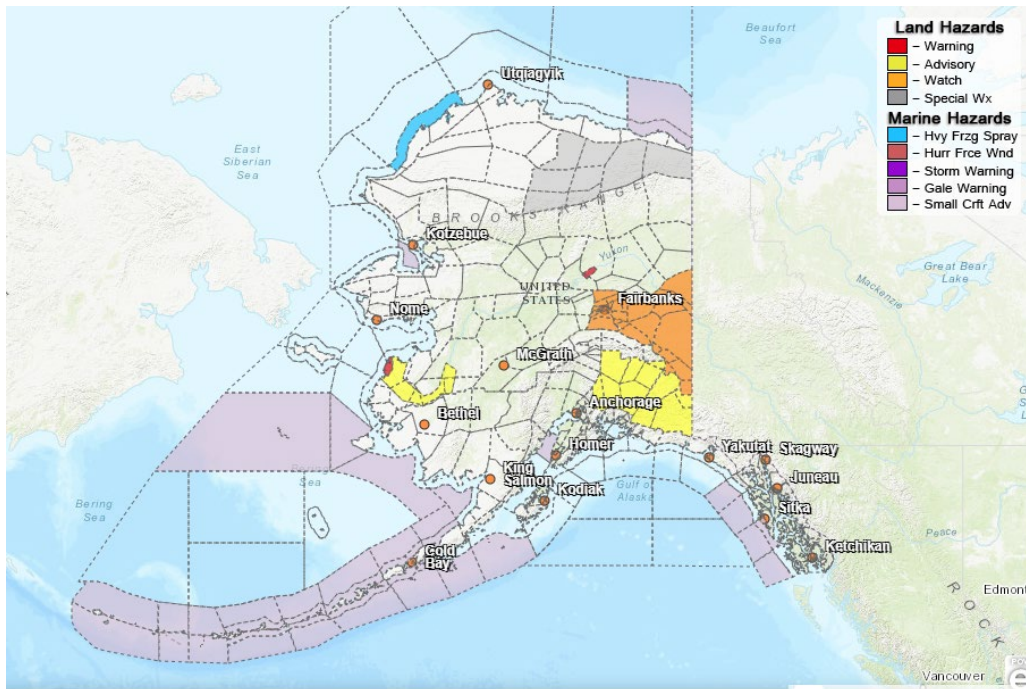 Beaufort
Sea
Land Hazards
– Warning
– Advisory
– Watch
– Special Wx
Marine Hazards
– Hvy Frzg Spray
– Hurr Frce Wnd
– Storm Warning
– Gale Warning
– Small Crft Adv
Utqiagvik
East
Siberian
Sea
BROOKS RANGE
Kotzebue
Yukon
Great Bear
Lake
Mackenzie
UNITED
STATES
Fairbanks
Nome
McGrath
Anchorage
Bethel
Homer
Yakutat
Skagway
King
Salmon
Juneau
Kodiak
Gulf of
Alaska
Sitka
Bering
Sea
Sea
Peace
Cold
Bay
Ketchikan
Edmont
ROCK
Vancouver